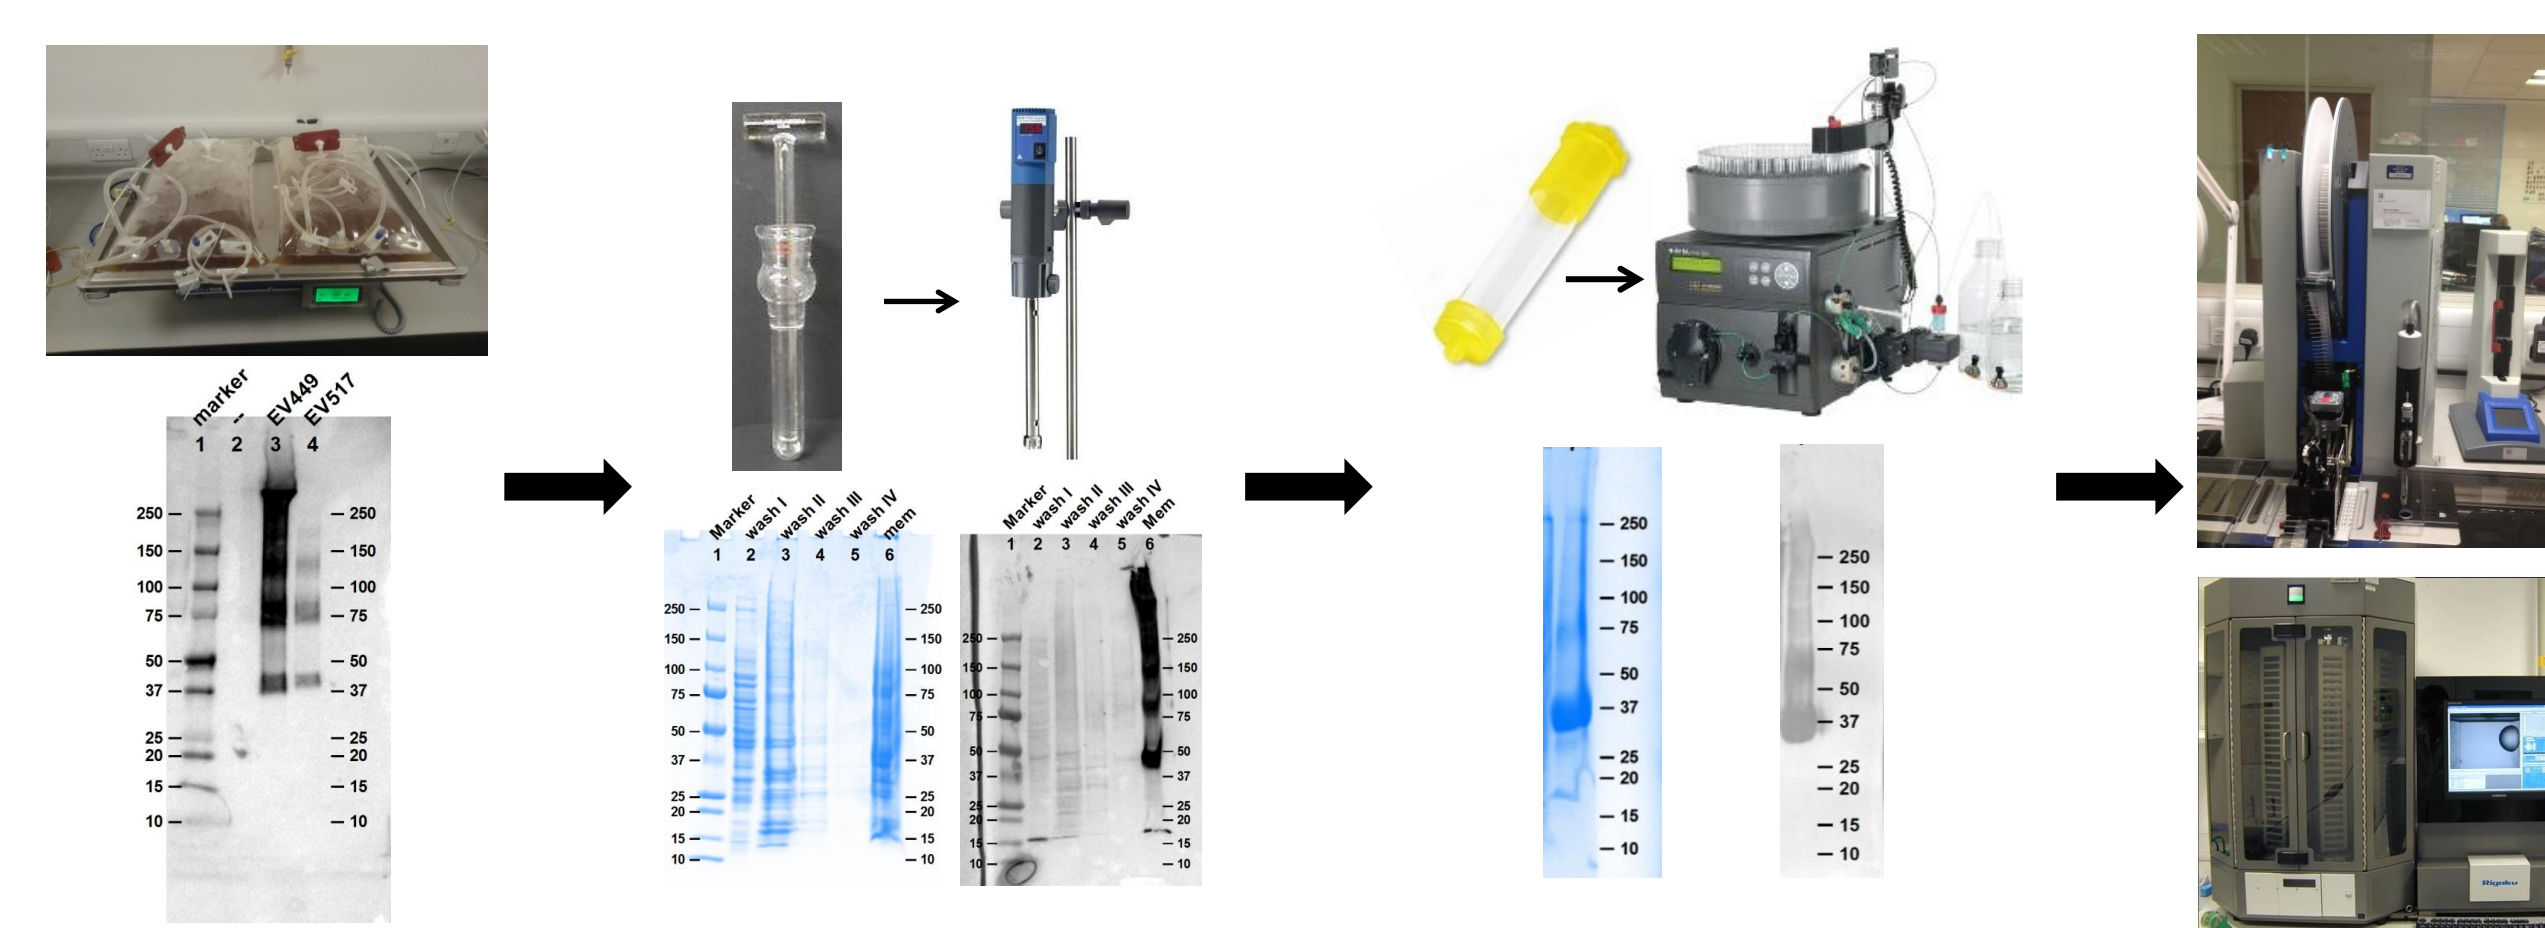 marker
--
EV449
EV517
1 2 3 4
250 — — 250
150 — — 150
100 — — 100
75 — — 75
50 — — 50
37 — — 37
25 — — 25
20 — — 20
15 — — 15
10 — — 10
Marker
wash I
wash II
wash III
wash IV
mem
1 2 3 4 5 6
250 — — 250
150 — — 150
100 — — 100
75 — — 75
50 — — 50
37 — — 37
25 — — 25
20 — — 20
15 — — 15
10 — — 10
Marker
wash I
wash II
wash III
wash IV
Mem
1 2 3 4 5 6
250 — — 250
150 — — 150
100 — — 100
75 — — 75
50 — — 50
37 — — 37
25 — — 25
20 — — 20
15 — — 15
10 — — 10
— 250
— 150
— 100
— 75
— 50
— 37
— 25
— 20
— 15
— 10
— 250
— 150
— 100
— 75
— 50
— 37
— 25
— 20
— 15
— 10
Rigaku